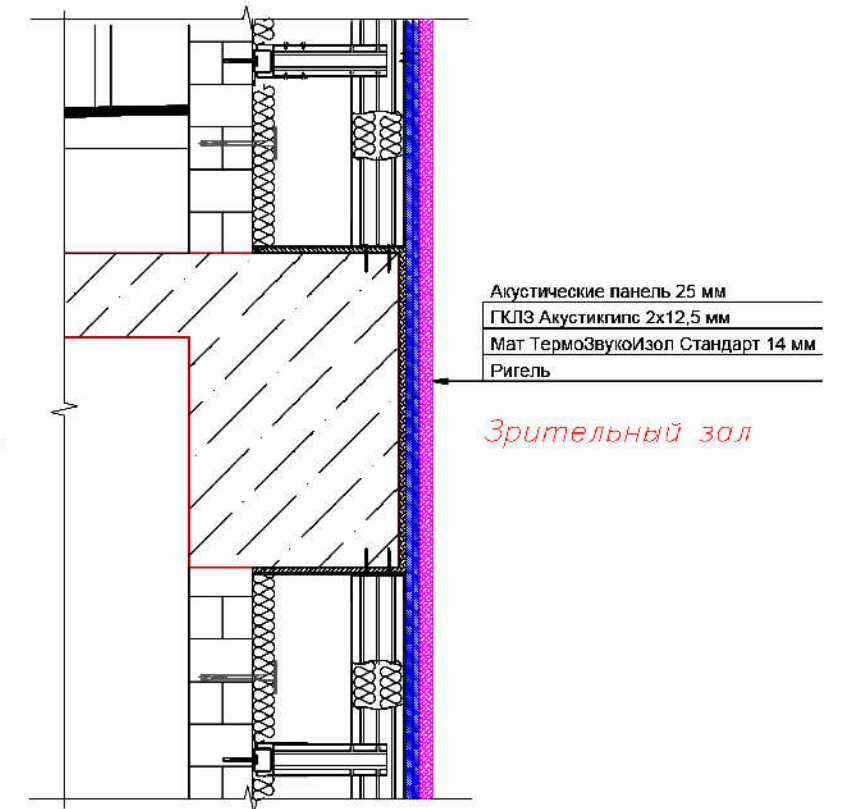 Акустические панель 25 мм
ГКЛЗ Акустикгипс 2х12,5 мм
Мат ТермоЗвукоИзол Стандарт 14 мм
Ригель
Зрительный зал